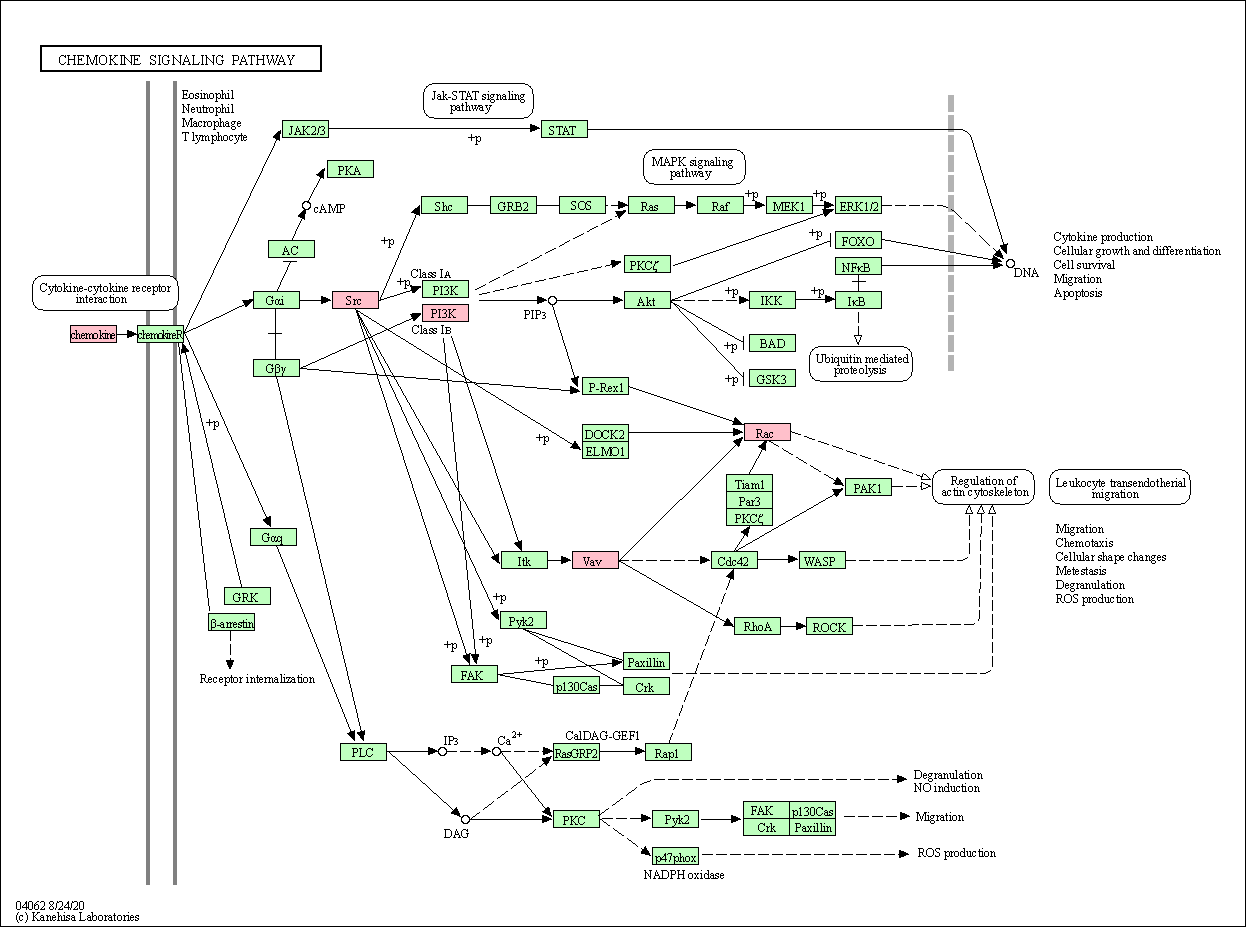 CHEMOKINE SIGNALING PATHWAY
Eosinophil
Neutrophil
Macrophage
T lymphocyte
Jak-STAT signaling
pathway
JAK2/3
+p
STAT
MAPK signaling
pathway
PKA
cAMP
AC
Shc
GRB2
SOS
Ras
Raf
+p
MEK1
+p
ERK1/2
+p
+p
FOXO
PKCζ
NFκB
Cytokine production
Cellular growth and differentiation
Cell survival
Migration
Apoptosis
DNA
Cytokine-cytokine receptor
interaction
Class IA
+p
PI3K
Gαi
Src
PI3K
Class IB
PIP3
Akt
+p
IKK
+p
IκB
chemokine
chemokineR
+p
BAD
Ubiquitin mediated
proteolysis
Gβγ
+p
GSK3
P-Rex1
+p
+p
DOCK2
ELMO1
Rac
Tiam1
Par3
PKCζ
PAK1
Regulation of
actin cytoskeleton
Leukocyte transendotherial
migration
Gαq
Migration
Chemotaxis
Cellular shape changes
Metestasis
Degranulation
ROS production
Itk
Vav
Cdc42
WASP
GRK
β-arrestin
+p
Pyk2
RhoA
ROCK
+p
+p
+p
Paxillin
FAK
p130Cas
Crk
Receptor internalization
PLC
IP3
Ca2+
CalDAG-GEF1
RasGRP2
Rap1
DAG
PKC
Degranulation
NO induction
Pyk2
FAK
p130Cas
Crk
Paxillin
Migration
p47phox
NADPH oxidase
ROS production
04062 8/24/20
(c) Kanehisa Laboratories